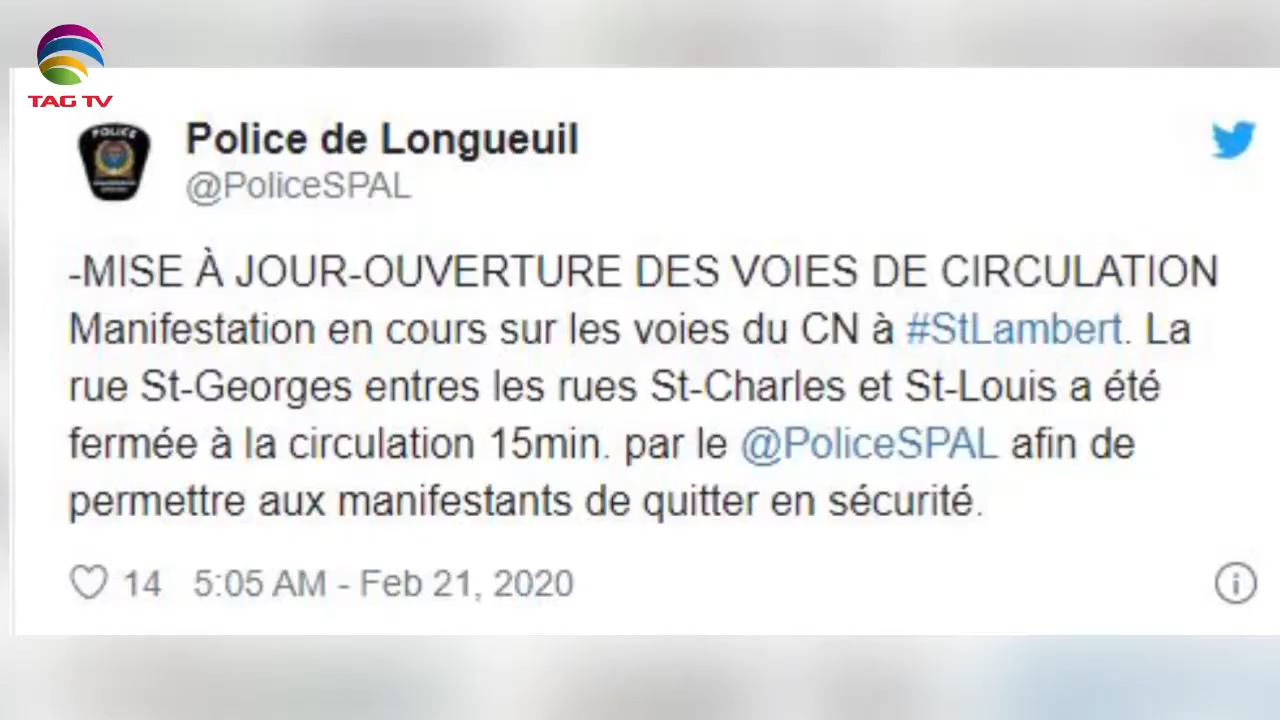 TAG TV
POLICE
Police de Longueuil
@PoliceSPAL
-MISE À JOUR-OUVERTURE DES VOIES DE CIRCULATION
Manifestation en cours sur les voies du CN à #StLambert. La
rue St-Georges entres les rues St-Charles et St-Louis a été
fermée à la circulation 15min. par le @PoliceSPAL afin de
permettre aux manifestants de quitter en sécurité.
14 5:05 AM - Feb 21, 2020